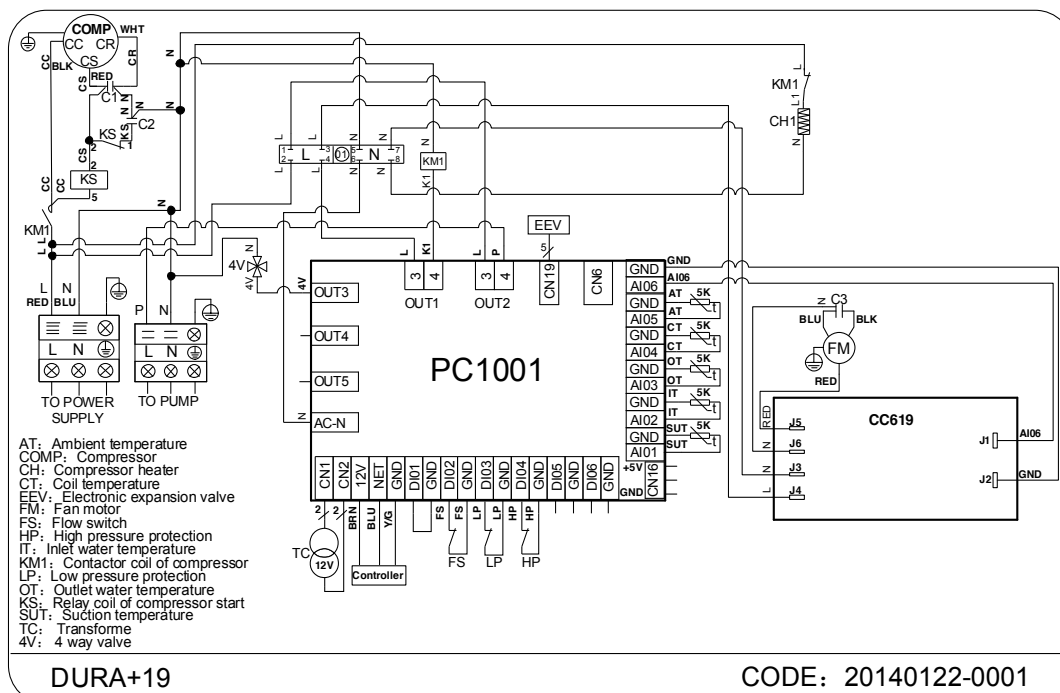 COMP WHT
CC CR
CS
CC
BLK
CR
CS
RED
N
C1
N
N
N
C2
KS
KS
2
1
CS
2
KS
5
CC
CC
N
KM1
L
L
L N
RED BLU
P N
L N
L N
TO POWER
SUPPLY
TO PUMP
N
4V
4V
4V
N
L
L
N
N
1
2
L
3
4
01
5
6
N
7
8
L
L
N
N
N
KM1
K1
L
KM1
L1
CH1
N
L
K1
L
P
3 4
OUT1
3 4
OUT2
EEV
5
CN19
CN6
OUT3
OUT4
OUT5
AC-N
PC1001
GND
AI06
GND
AI05
GND
AI04
GND
AI03
GND
AI02
GND
AI01
GND
AI06
AT 5K
AT t
CT 5K
CT t
OT 5K
OT t
IT 5K
IT t
SUT 5K
SUT t
+5V
GND
CN16
CN1 CN2 12V NET GND DI01 GND DI02 GND DI03 GND DI04 GND DI05 GND DI06 GND
2 2 BRN BLU Y/G FS FS LP LP HP HP
TC
12V
Controller
FS LP HP
N
C3
BLU BLK
FM
RED
RED
N
N
L
J5
J6
J3
J4
CC619
J1
J2
AI06
GND
AT: Ambient temperature
COMP: Compressor
CH: Compressor heater
CT: Coil temperature
EEV: Electronic expansion valve
FM: Fan motor
FS: Flow switch
HP: High pressure protection
IT: Inlet water temperature
KM1: Contactor coil of compressor
LP: Low pressure protection
OT: Outlet water temperature
KS: Relay coil of compressor start
SUT: Suction temperature
TC: Transforme
4V: 4 way valve
DURA+19
CODE: 20140122-0001